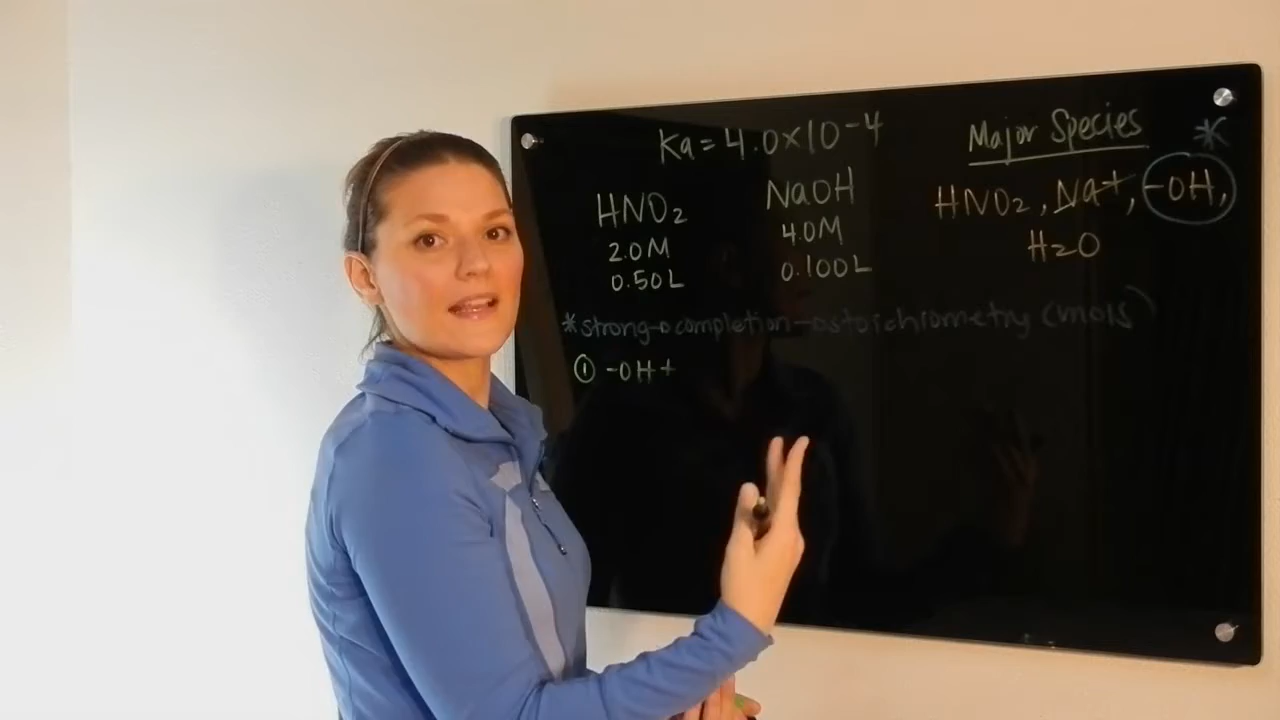 Ka = 4.0×10-4
HNO₂
2.0M
0.50L
NaOH
4.0M
0.100L
Major Species *
HNO₂, Na+, -OH,
H₂O
*strong→completion→stoichiometry (mols)
① -OH +